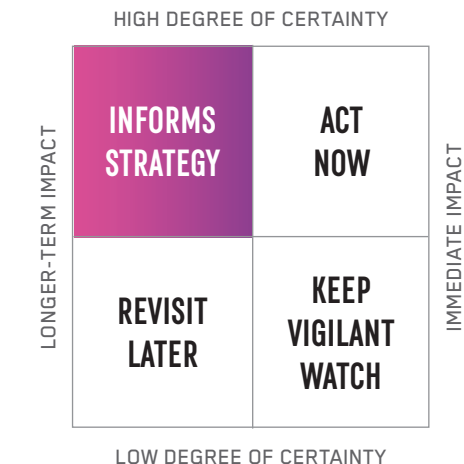 HIGH DEGREE OF CERTAINTY
LONGER-TERM IMPACT
INFORMS
STRATEGY
ACT
NOW
IMMEDIATE IMPACT
REVISIT
LATER
KEEP
VIGILANT
WATCH
LOW DEGREE OF CERTAINTY